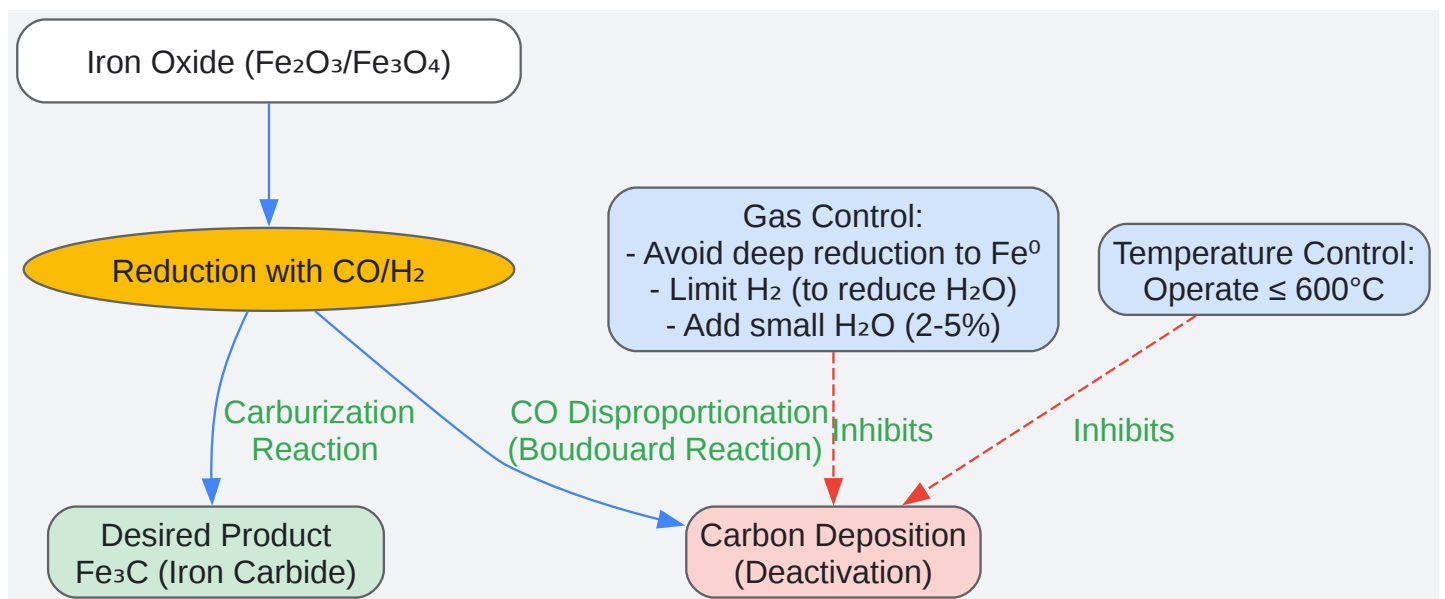 Iron Oxide (Fe₂O₃/Fe₃O₄)
Reduction with CO/H₂
Gas Control:
- Avoid deep reduction to Fe⁰
- Limit H₂ (to reduce H₂O)
- Add small H₂O (2-5%)
Temperature Control:
Operate ≤ 600°C
Carburization
Reaction
CO Disproportionation
(Boudouard Reaction)
Inhibits
Inhibits
Desired Product
Fe₃C (Iron Carbide)
Carbon Deposition
(Deactivation)